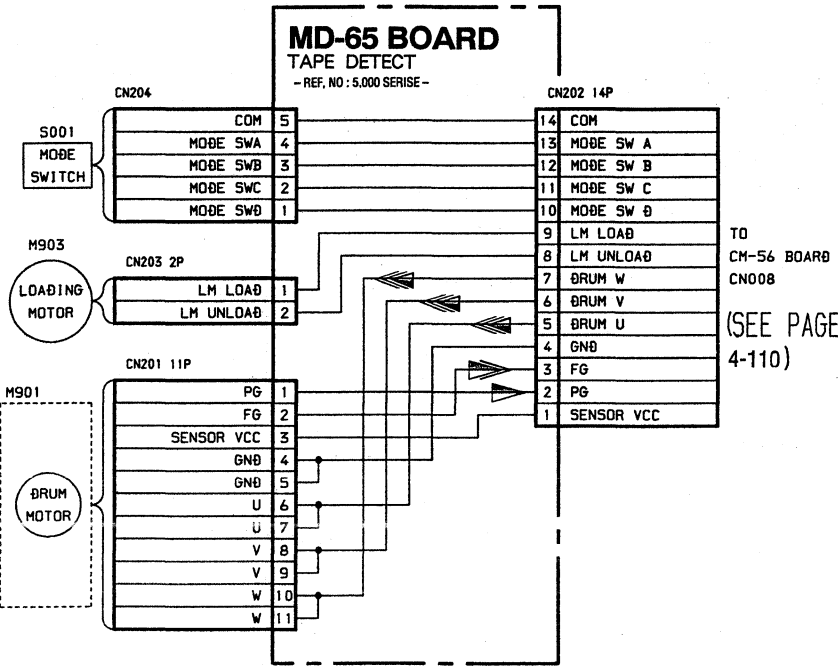 MD-65 BOARD
TAPE DETECT
– REF, NO : 5,000 SERISE –
CN204
COM 5
MODE SWA 4
MODE SWB 3
MODE SWC 2
MODE SWD 1
S001
MODE
SWITCH
M903
LOADING
MOTOR
CN203 2P
LM LOAD 1
LM UNLOAD 2
CN201 11P
PG 1
FG 2
SENSOR VCC 3
GND 4
GND 5
U 6
U 7
V 8
V 9
W 10
W 11
M901
DRUM
MOTOR
CN202 14P
14 COM
13 MODE SW A
12 MODE SW B
11 MODE SW C
10 MODE SW D
9 LM LOAD
8 LM UNLOAD
7 DRUM W
6 DRUM V
5 DRUM U
4 GND
3 FG
2 PG
1 SENSOR VCC
TO
CM-56 BOARD
CN008
(SEE PAGE
4-110)